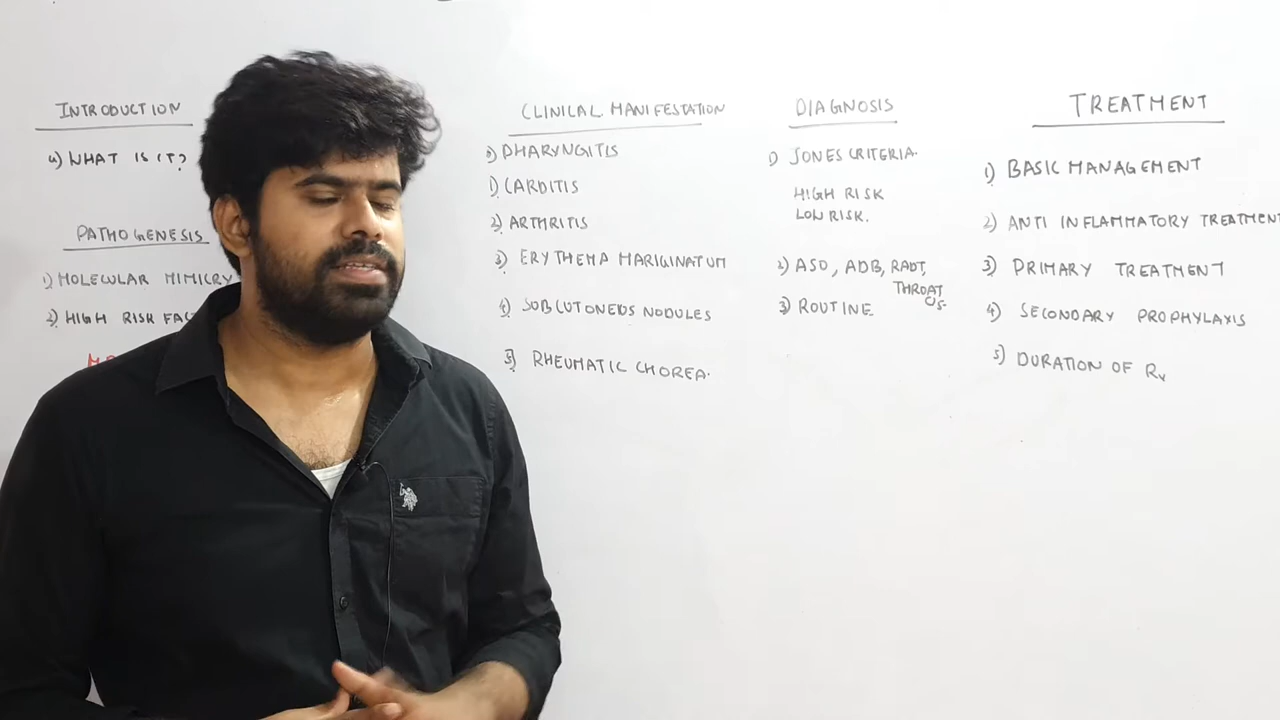 INTRODUCTION
a) WHAT IS IT?
PATHOGENESIS
1) MOLECULAR MIMICRY
2) HIGH RISK
CLINICAL MANIFESTATION
0) PHARYNGITIS
1) CARDITIS
2) ARTHRITIS
3) ERYTHEMA MARIGINATUM
4) SUBCUTONEOUS NODULES
5) RHEUMATIC CHOREA.
DIAGNOSIS
1) JONES CRITERIA.
HIGH RISK
LOW RISK.
2) ASO, ADB, RADT,
THROAT
C/S.
3) ROUTINE
TREATMENT
1) BASIC MANAGEMENT
2) ANTI INFLAMMATORY TREATMENT
3) PRIMARY TREATMENT
4) SECONDARY PROPHYLAXIS
5) DURATION OF Rx